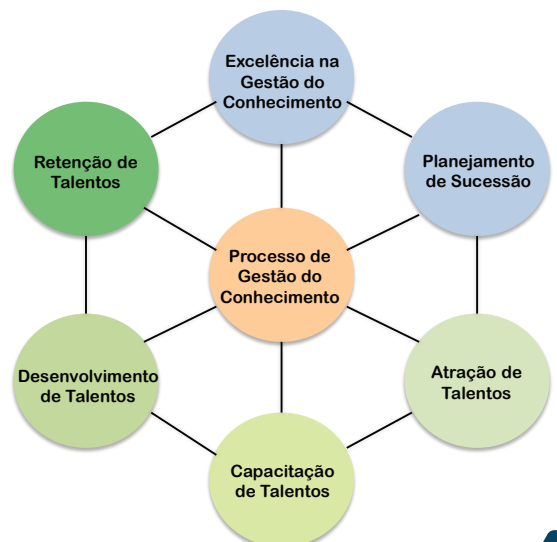 Excelência na
Gestão do
Conhecimento
Retenção de
Talentos
Planejamento
de Sucessão
Processo de
Gestão do
Conhecimento
Desenvolvimento
de Talentos
Atração de
Talentos
Capacitação
de Talentos